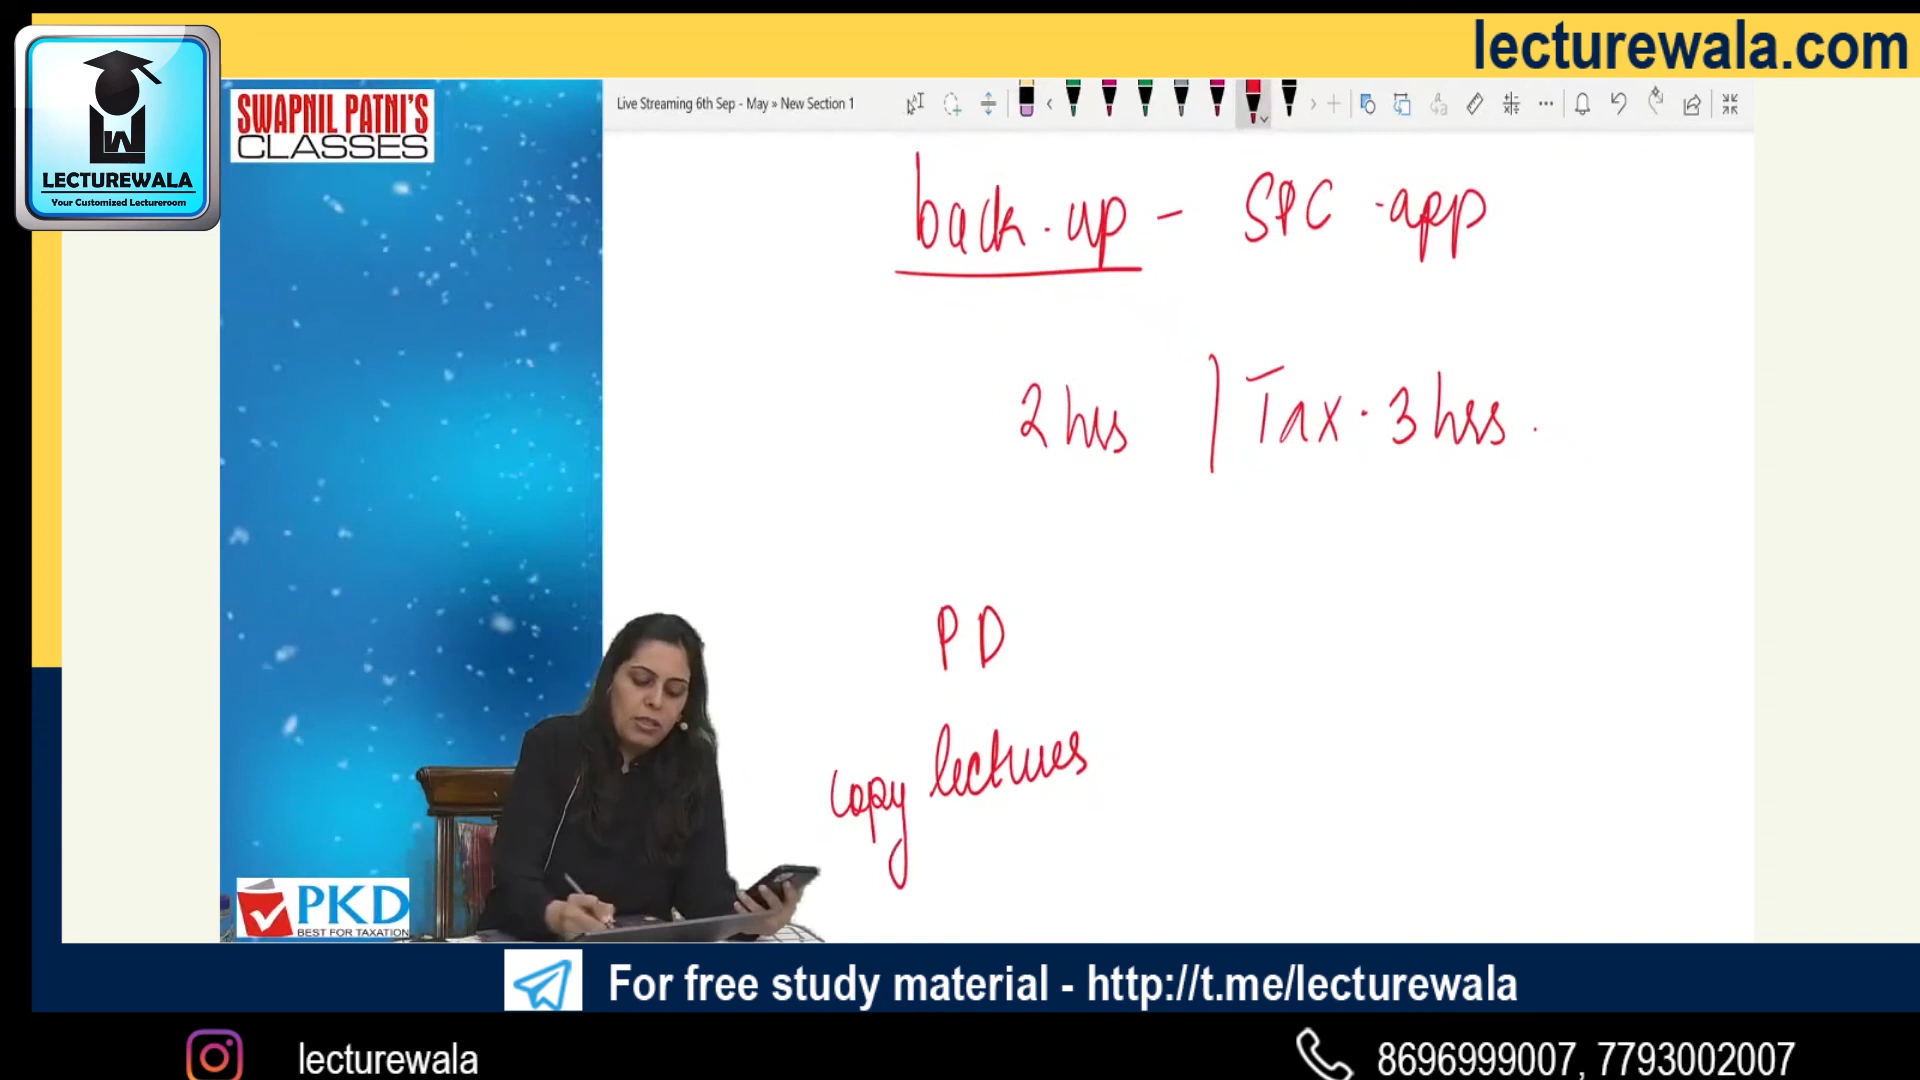 lecturewala.com
LECTUREWALA
Your Customized Lectureroom
SWAPNIL PATNI'S
CLASSES
Live Streaming 6th Sep - May » New Section 1
back.up - SPC.app
2 hrs | Tax. 3 hrs.
PD
copy lectures
PKD
BEST FOR TAXATION
For free study material - http://t.me/lecturewala
lecturewala
8696999007, 7793002007